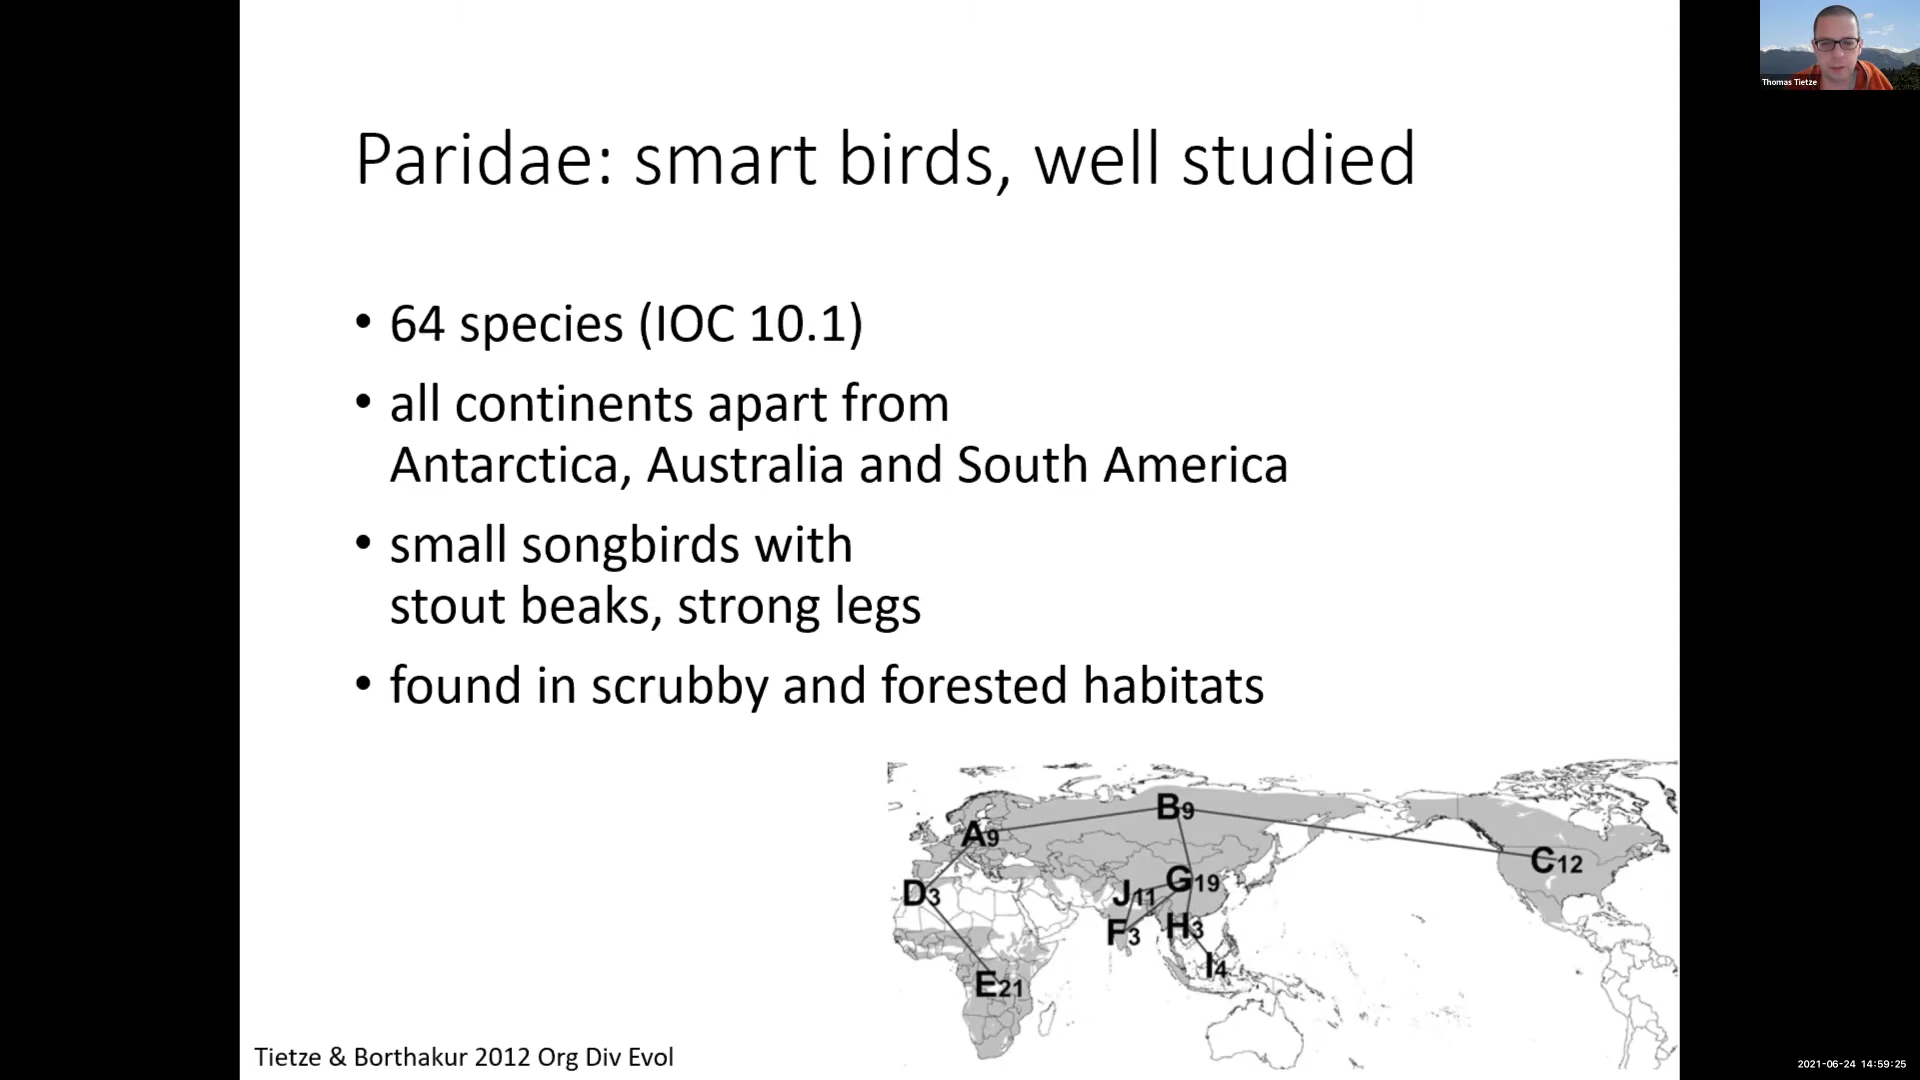 Paridae: smart birds, well studied
• 64 species (IOC 10.1)
• all continents apart from
Antarctica, Australia and South America
• small songbirds with
stout beaks, strong legs
• found in scrubby and forested habitats
B9
A9
C12
G19
J11
D3
F3
H3
I4
E21
Tietze & Borthakur 2012 Org Div Evol
Thomas Tietze
2021-06-24 14:59:25